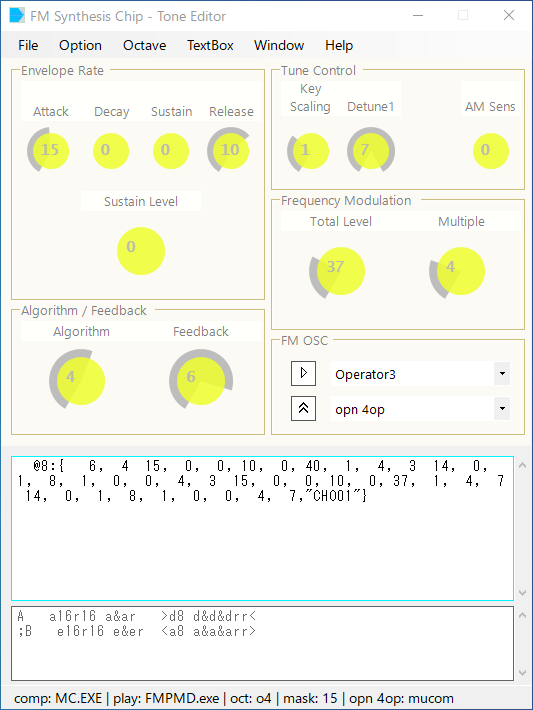 FM Synthesis Chip - Tone Editor
File Option Octave TextBox Window Help
Envelope Rate
Attack Decay Sustain Release
15 0 0 10
Sustain Level
0
Tune Control
Key
Scaling Detune1 AM Sens
1 7 0
Frequency Modulation
Total Level Multiple
37 4
Algorithm / Feedback
Algorithm Feedback
4 6
FM OSC
Operator3
opn 4op
@8:{ 6, 4 15, 0, 0, 10, 0, 40, 1, 4, 3 14, 0,
1, 8, 1, 0, 0, 4, 3 15, 0, 0, 10, 0, 37, 1, 4, 7
14, 0, 1, 8, 1, 0, 0, 4, 7,"CH001"}
A a16r16 a&ar >d8 d&d&drr<
;B e16r16 e&er <a8 a&a&arr>
comp: MC.EXE | play: FMPMD.exe | oct: o4 | mask: 15 | opn 4op: mucom